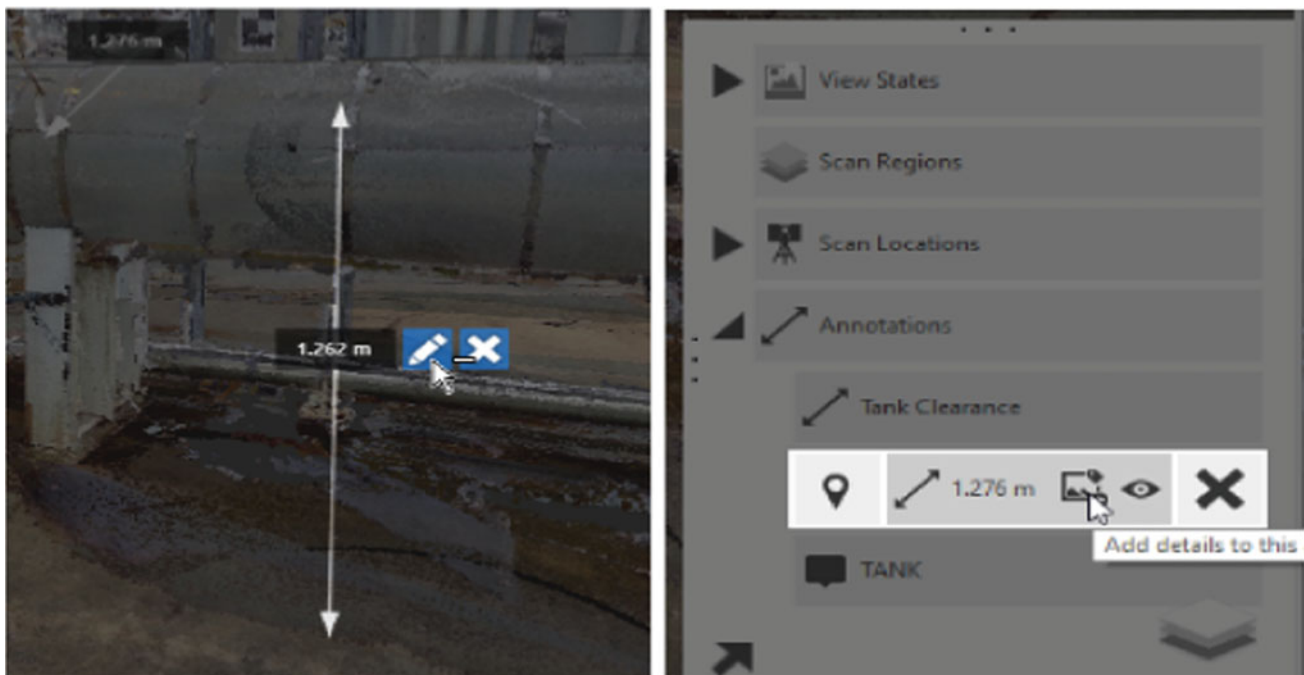 1.276 m
1.262 m
View States
Scan Regions
Scan Locations
Annotations
Tank Clearance
1.276 m
Add details to this
TANK